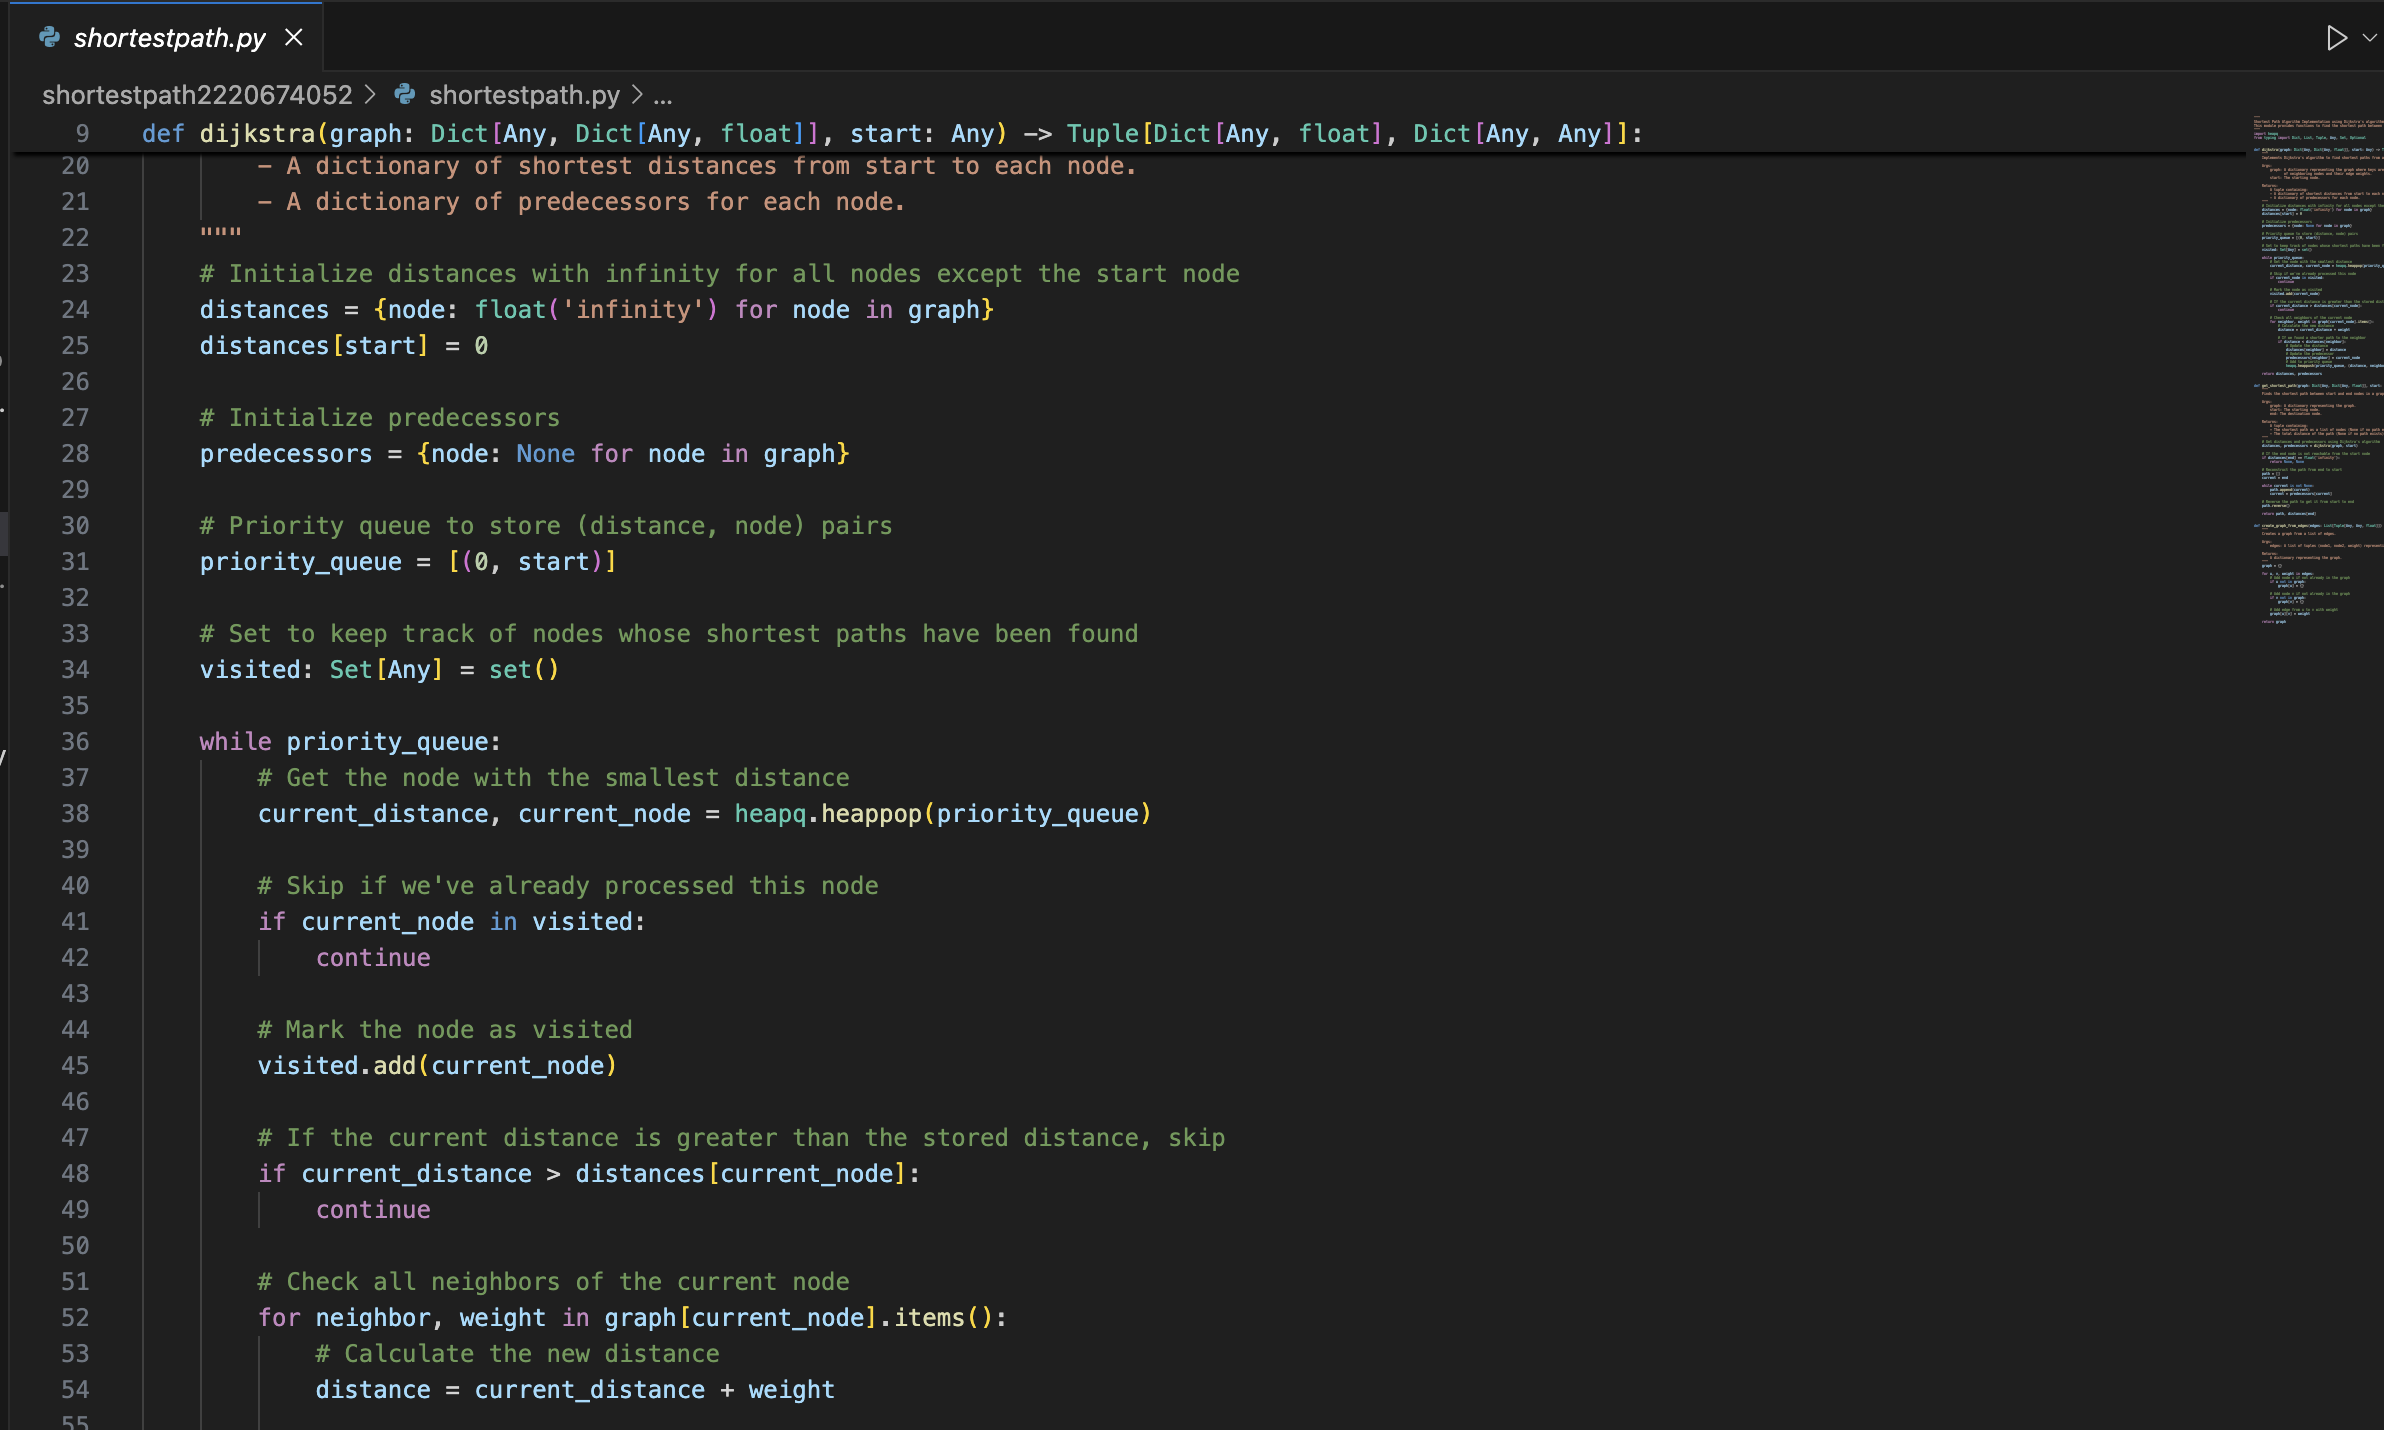 shortestpath.py
shortestpath2220674052 > shortestpath.py > ...
9 def dijkstra(graph: Dict[Any, Dict[Any, float]], start: Any) -> Tuple[Dict[Any, float], Dict[Any, Any]]:
20 - A dictionary of shortest distances from start to each node.
21 - A dictionary of predecessors for each node.
22 """
23 # Initialize distances with infinity for all nodes except the start node
24 distances = {node: float('infinity') for node in graph}
25 distances[start] = 0
26
27 # Initialize predecessors
28 predecessors = {node: None for node in graph}
29
30 # Priority queue to store (distance, node) pairs
31 priority_queue = [(0, start)]
32
33 # Set to keep track of nodes whose shortest paths have been found
34 visited: Set[Any] = set()
35
36 while priority_queue:
37 # Get the node with the smallest distance
38 current_distance, current_node = heapq.heappop(priority_queue)
39
40 # Skip if we've already processed this node
41 if current_node in visited:
42 continue
43
44 # Mark the node as visited
45 visited.add(current_node)
46
47 # If the current distance is greater than the stored distance, skip
48 if current_distance > distances[current_node]:
49 continue
50
51 # Check all neighbors of the current node
52 for neighbor, weight in graph[current_node].items():
53 # Calculate the new distance
54 distance = current_distance + weight
55